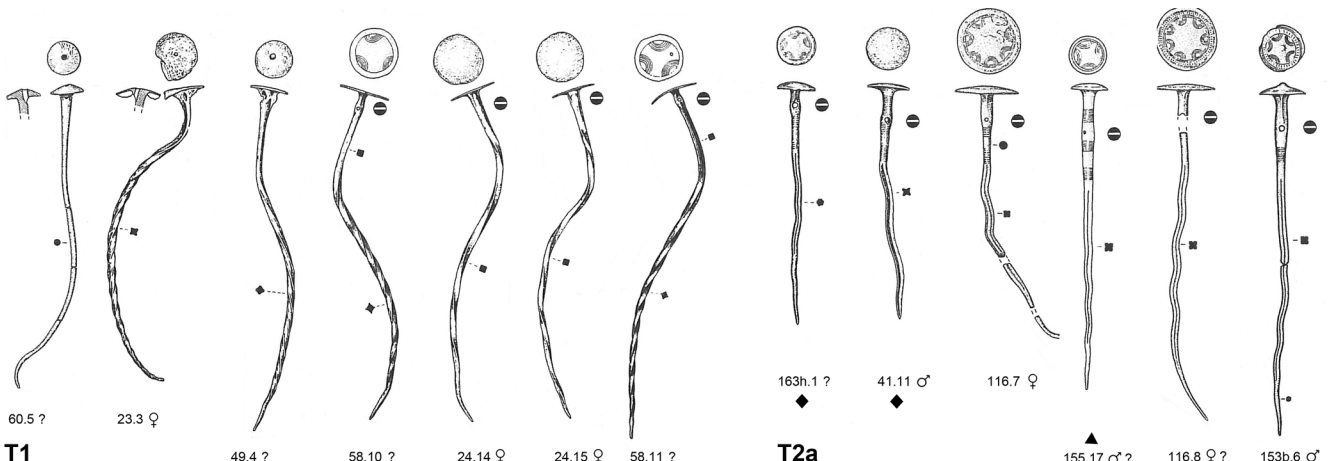 163h.1 ? 41.11 ♂ 116.7 ♀
60.5 ? 23.3 ♀
T1 49.4 ? 58.10 ? 24.14 ♀ 24.15 ♀ 58.11 ? T2a 155.17 ♂ ? 116.8 ♀ ? 153b.6 ♂